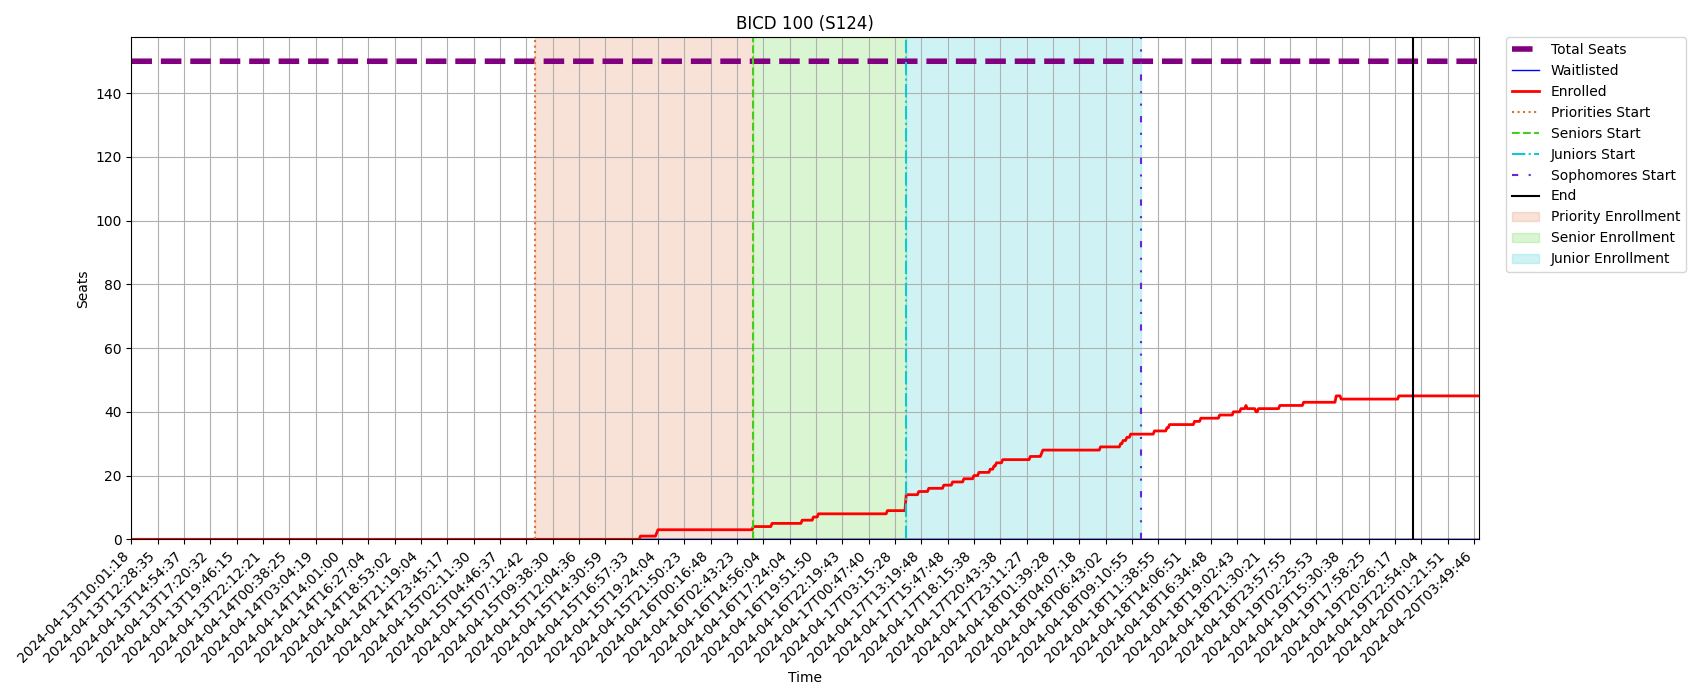 BICD 100 (S124)
Total Seats
Waitlisted
Enrolled
Priorities Start
Seniors Start
Juniors Start
Sophomores Start
End
Priority Enrollment
Senior Enrollment
Junior Enrollment
Seats
140
120
100
80
60
40
20
0
2024-04-13T10:01:18
2024-04-13T12:28:35
2024-04-13T14:54:37
2024-04-13T17:20:32
2024-04-13T19:46:15
2024-04-13T22:12:21
2024-04-14T00:38:25
2024-04-14T03:04:19
2024-04-14T14:01:00
2024-04-14T16:27:04
2024-04-14T18:53:02
2024-04-14T21:19:04
2024-04-14T23:45:17
2024-04-15T02:11:30
2024-04-15T04:46:37
2024-04-15T07:12:42
2024-04-15T09:38:30
2024-04-15T12:04:36
2024-04-15T14:30:59
2024-04-15T16:57:33
2024-04-15T19:24:04
2024-04-15T21:50:23
2024-04-16T00:16:48
2024-04-16T02:43:23
2024-04-16T14:56:04
2024-04-16T17:24:04
2024-04-16T19:51:50
2024-04-16T22:19:43
2024-04-17T00:47:40
2024-04-17T03:15:28
2024-04-17T13:19:48
2024-04-17T15:47:48
2024-04-17T18:15:38
2024-04-17T20:43:38
2024-04-17T23:11:27
2024-04-18T01:39:28
2024-04-18T04:07:18
2024-04-18T06:43:02
2024-04-18T09:10:55
2024-04-18T11:38:55
2024-04-18T14:06:51
2024-04-18T16:34:48
2024-04-18T19:02:43
2024-04-18T21:30:21
2024-04-18T23:57:55
2024-04-19T02:25:53
2024-04-19T15:30:38
2024-04-19T17:58:25
2024-04-19T20:26:17
2024-04-19T22:54:04
2024-04-20T01:21:51
2024-04-20T03:49:46
Time